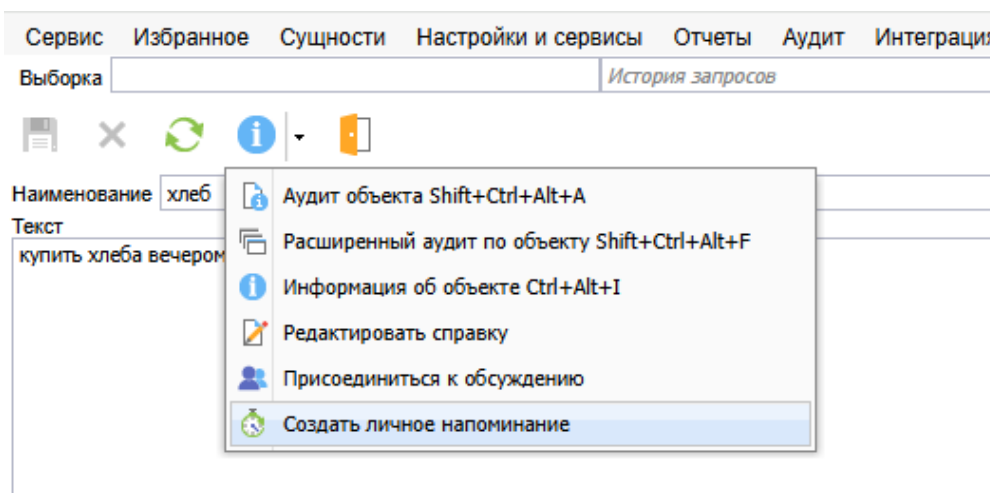 Сервис Избранное Сущности Настройки и сервисы Отчеты Аудит Интеграция
Выборка История запросов
Наименование хлеб
Текст
купить хлеба вечером
Аудит объекта Shift+Ctrl+Alt+A
Расширенный аудит по объекту Shift+Ctrl+Alt+F
Информация об объекте Ctrl+Alt+I
Редактировать справку
Присоединиться к обсуждению
Создать личное напоминание